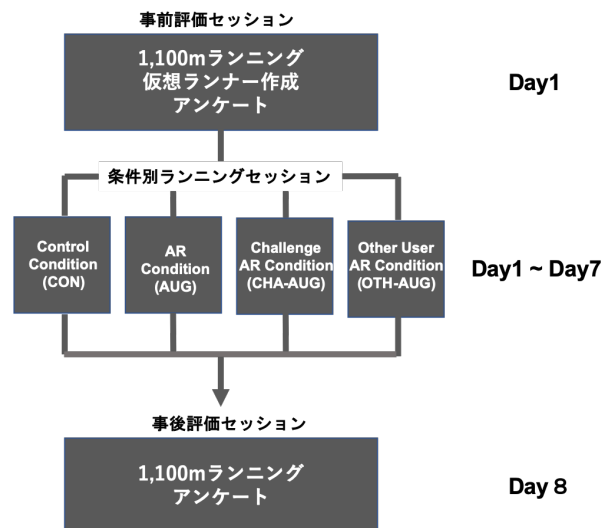 事前評価セッション
1,100mランニング
仮想ランナー作成
アンケート
Day1
条件別ランニングセッション
Control
Condition
(CON)
AR
Condition
(AUG)
Challenge
AR Condition
(CHA-AUG)
Other User
AR Condition
(OTH-AUG)
Day1 ~ Day7
事後評価セッション
1,100mランニング
アンケート
Day 8